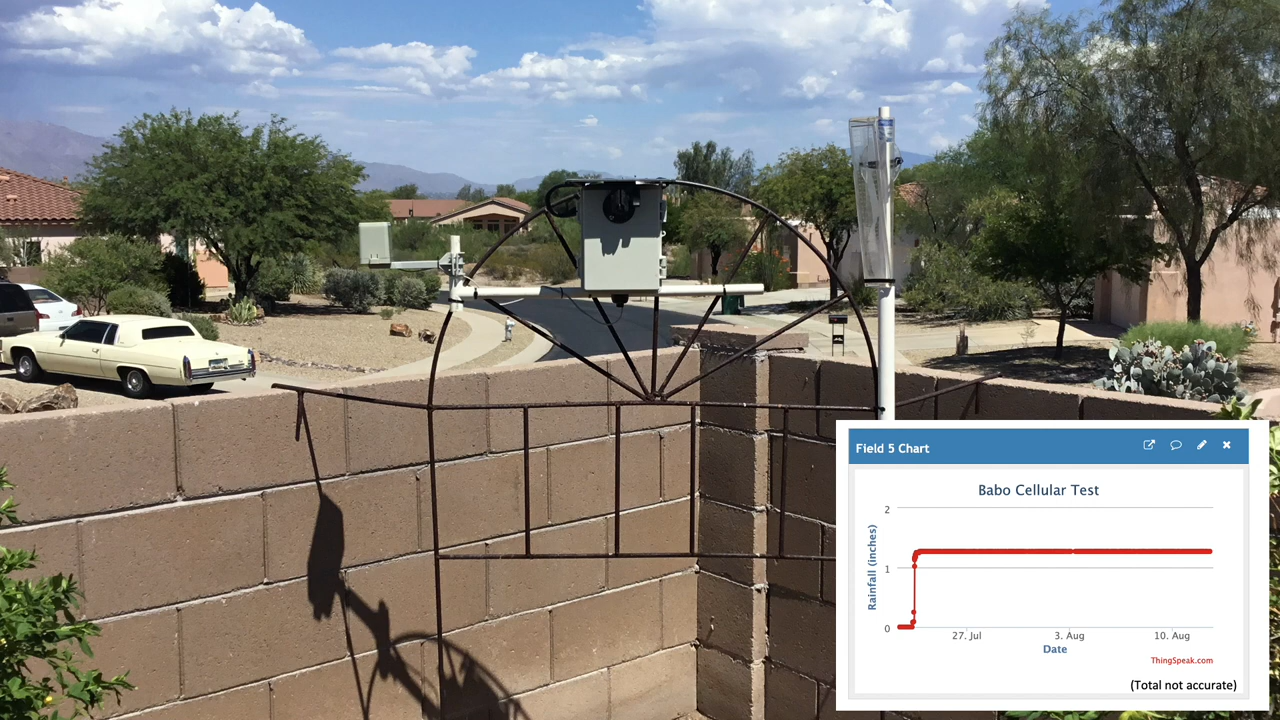 Field 5 Chart
Babo Cellular Test
Rainfall (inches)
2
1
0
27. Jul
3. Aug
10. Aug
Date
ThingSpeak.com
(Total not accurate)